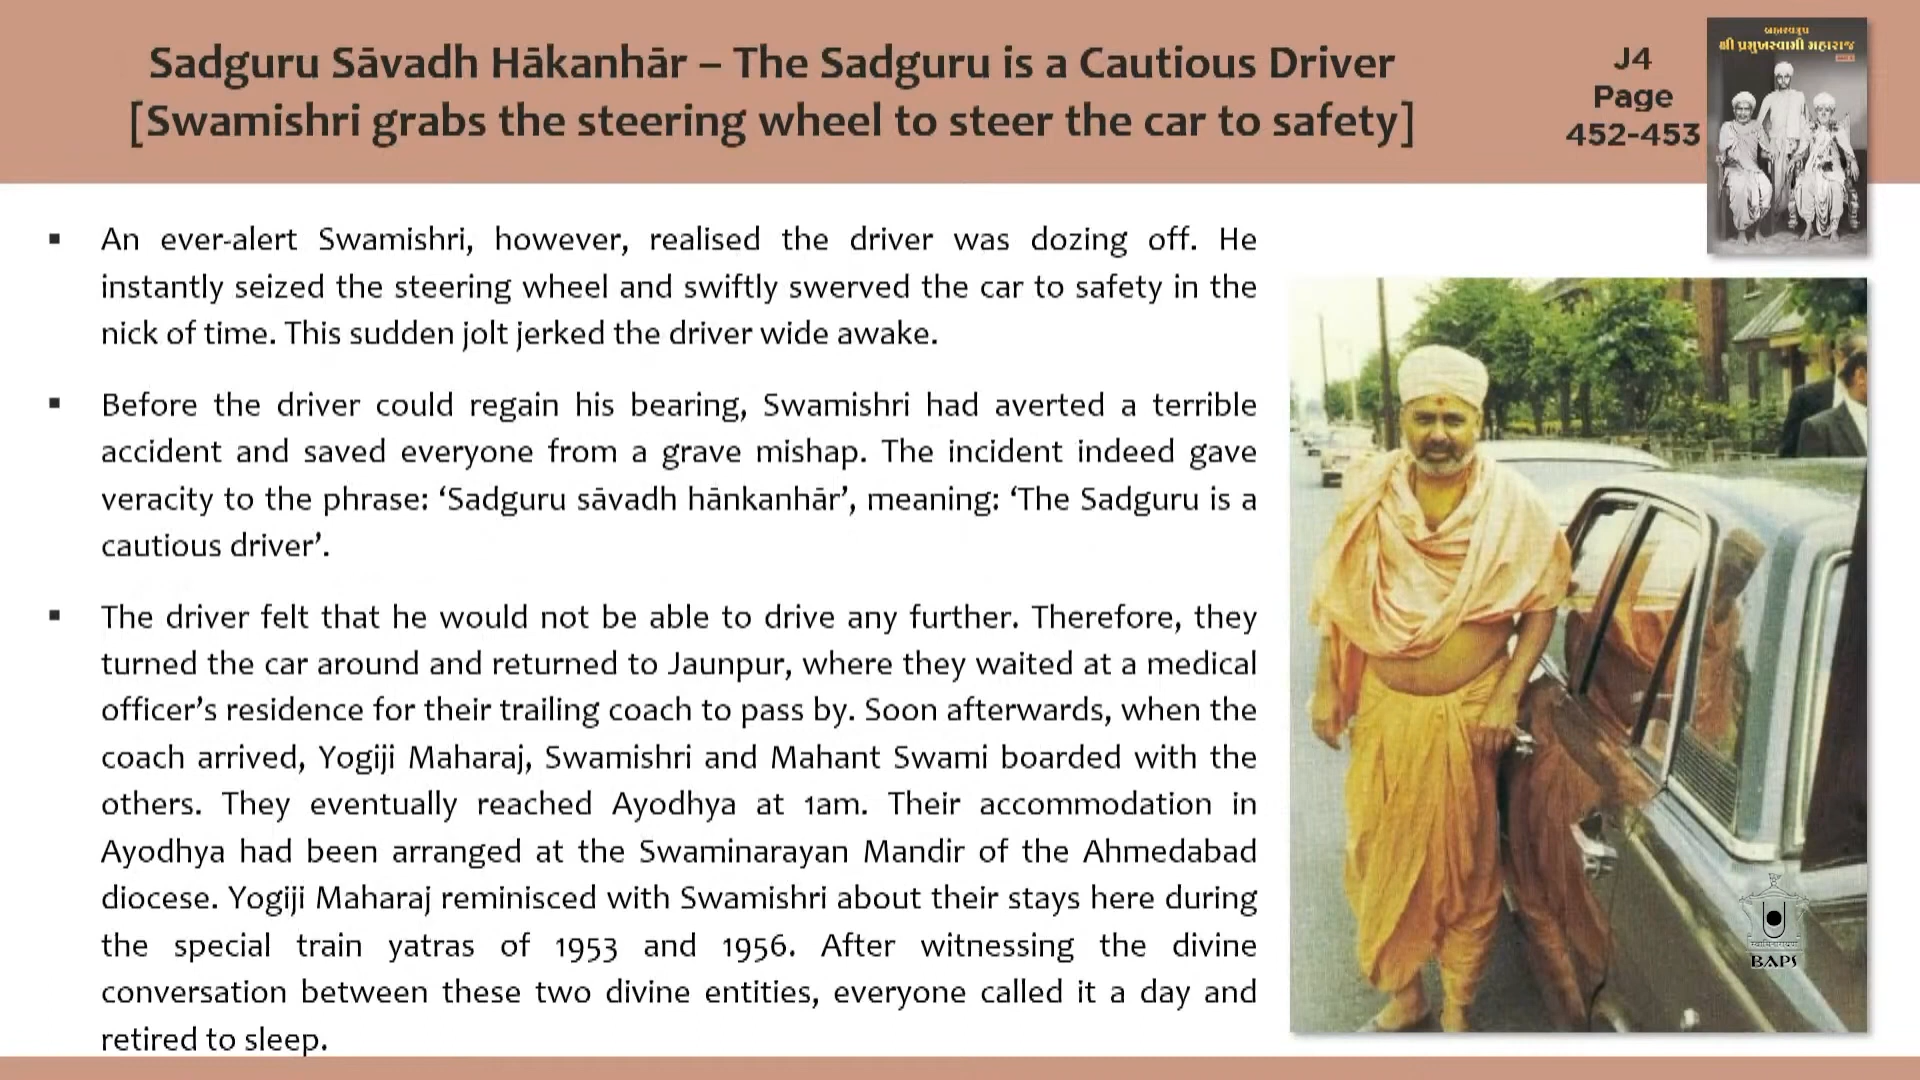 Sadguru Sāvadh Hākanhār – The Sadguru is a Cautious Driver
[Swamishri grabs the steering wheel to steer the car to safety]
J4
Page
452-453
બ્રહ્મસ્વરૂપ
શ્રી પ્રમુખસ્વામી મહારાજ
▪ An ever-alert Swamishri, however, realised the driver was dozing off. He
instantly seized the steering wheel and swiftly swerved the car to safety in the
nick of time. This sudden jolt jerked the driver wide awake.
▪ Before the driver could regain his bearing, Swamishri had averted a terrible
accident and saved everyone from a grave mishap. The incident indeed gave
veracity to the phrase: ‘Sadguru sāvadh hānkanhār’, meaning: ‘The Sadguru is a
cautious driver’.
▪ The driver felt that he would not be able to drive any further. Therefore, they
turned the car around and returned to Jaunpur, where they waited at a medical
officer’s residence for their trailing coach to pass by. Soon afterwards, when the
coach arrived, Yogiji Maharaj, Swamishri and Mahant Swami boarded with the
others. They eventually reached Ayodhya at 1am. Their accommodation in
Ayodhya had been arranged at the Swaminarayan Mandir of the Ahmedabad
diocese. Yogiji Maharaj reminisced with Swamishri about their stays here during
the special train yatras of 1953 and 1956. After witnessing the divine
conversation between these two divine entities, everyone called it a day and
retired to sleep.
BAPS